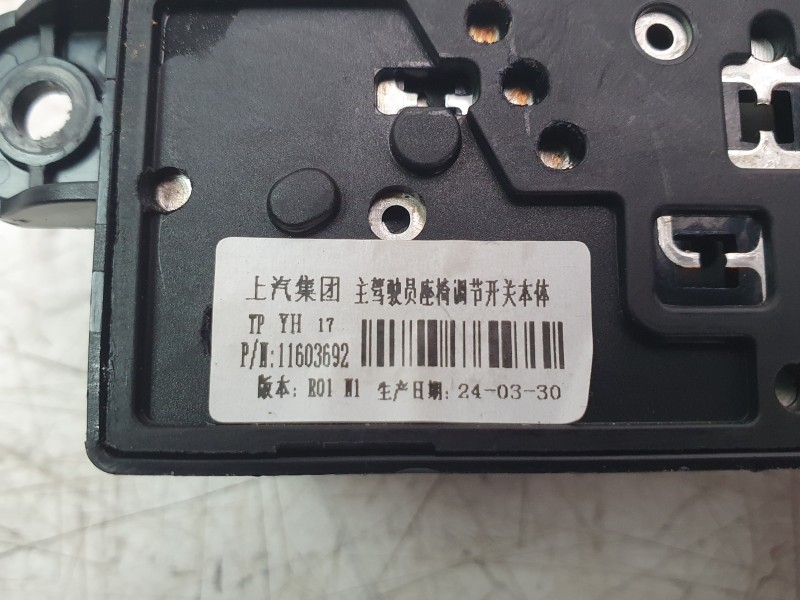 上汽集团 主驾驶员座椅调节开关本体
TP YH 17
P/N:11603692
版本: R01 N1 生产日期: 24-03-30